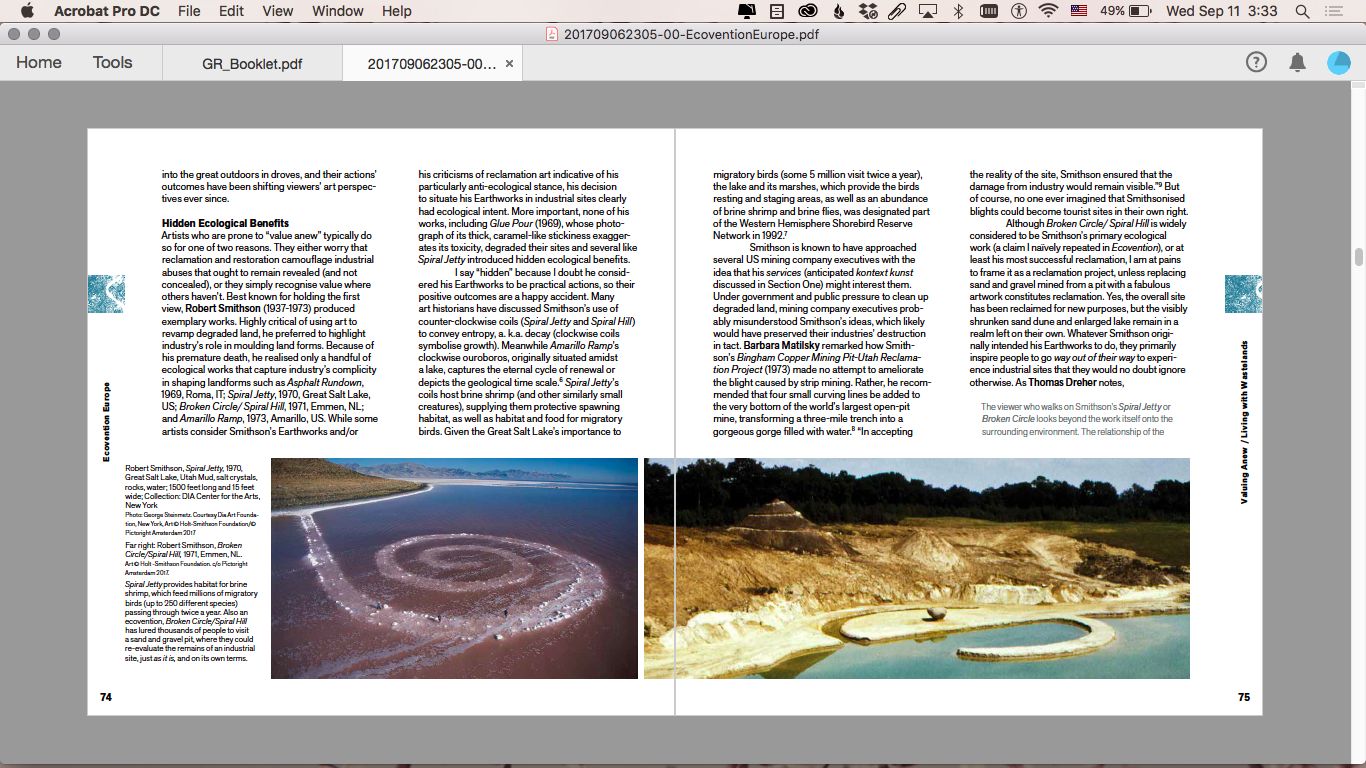 Acrobat Pro DC File Edit View Window Help 49% Wed Sep 11 3:33
201709062305-00-EcoventionEurope.pdf
Home Tools GR_Booklet.pdf 201709062305-00... ×
into the great outdoors in droves, and their actions'
outcomes have been shifting viewers' art perspec-
tives ever since.
Hidden Ecological Benefits
Artists who are prone to "value anew" typically do
so for one of two reasons. They either worry that
reclamation and restoration camouflage industrial
abuses that ought to remain revealed (and not
concealed), or they simply recognise value where
others haven't. Best known for holding the first
view, Robert Smithson (1937-1973) produced
exemplary works. Highly critical of using art to
revamp degraded land, he preferred to highlight
industry's role in moulding land forms. Because of
his premature death, he realised only a handful of
ecological works that capture industry's complicity
in shaping landforms such as Asphalt Rundown,
1969, Roma, IT; Spiral Jetty, 1970, Great Salt Lake,
US; Broken Circle/ Spiral Hill, 1971, Emmen, NL;
and Amarillo Ramp, 1973, Amarillo, US. While some
artists consider Smithson's Earthworks and/or
his criticisms of reclamation art indicative of his
particularly anti-ecological stance, his decision
to situate his Earthworks in industrial sites clearly
had ecological intent. More important, none of his
works, including Glue Pour (1969), whose photo-
graph of its thick, caramel-like stickiness exagger-
ates its toxicity, degraded their sites and several like
Spiral Jetty introduced hidden ecological benefits.
I say "hidden" because I doubt he consid-
ered his Earthworks to be practical actions, so their
positive outcomes are a happy accident. Many
art historians have discussed Smithson's use of
counter-clockwise coils (Spiral Jetty and Spiral Hill)
to convey entropy, a. k.a. decay (clockwise coils
symbolise growth). Meanwhile Amarillo Ramp's
clockwise ouroboros, originally situated amidst
a lake, captures the eternal cycle of renewal or
depicts the geological time scale.6 Spiral Jetty's
coils host brine shrimp (and other similarly small
creatures), supplying them protective spawning
habitat, as well as habitat and food for migratory
birds. Given the Great Salt Lake's importance to
Ecovention Europe
Robert Smithson, Spiral Jetty, 1970,
Great Salt Lake, Utah Mud, salt crystals,
rocks, water; 1500 feet long and 15 feet
wide; Collection: DIA Center for the Arts,
New York
Photo: George Steinmetz. Courtesy Dia Art Founda-
tion, New York, Art © Holt-Smithson Foundation/©
Pictoright Amsterdam 2017
Far right: Robert Smithson, Broken
Circle/Spiral Hill, 1971, Emmen, NL.
Art © Holt -Smithson Foundation. c/o Pictoright
Amsterdam 2017.
Spiral Jetty provides habitat for brine
shrimp, which feed millions of migratory
birds (up to 250 different species)
passing through twice a year. Also an
ecovention, Broken Circle/Spiral Hill
has lured thousands of people to visit
a sand and gravel pit, where they could
re-evaluate the remains of an industrial
site, just as it is, and on its own terms.
74
migratory birds (some 5 million visit twice a year),
the lake and its marshes, which provide the birds
resting and staging areas, as well as an abundance
of brine shrimp and brine flies, was designated part
of the Western Hemisphere Shorebird Reserve
Network in 1992.7
Smithson is known to have approached
several US mining company executives with the
idea that his services (anticipated kontext kunst
discussed in Section One) might interest them.
Under government and public pressure to clean up
degraded land, mining company executives prob-
ably misunderstood Smithson's ideas, which likely
would have preserved their industries' destruction
in tact. Barbara Matilsky remarked how Smith-
son's Bingham Copper Mining Pit-Utah Reclama-
tion Project (1973) made no attempt to ameliorate
the blight caused by strip mining. Rather, he recom-
mended that four small curving lines be added to
the very bottom of the world's largest open-pit
mine, transforming a three-mile trench into a
gorgeous gorge filled with water.8 "In accepting
the reality of the site, Smithson ensured that the
damage from industry would remain visible."9 But
of course, no one ever imagined that Smithsonised
blights could become tourist sites in their own right.
Although Broken Circle/ Spiral Hill is widely
considered to be Smithson's primary ecological
work (a claim I naïvely repeated in Ecovention), or at
least his most successful reclamation, I am at pains
to frame it as a reclamation project, unless replacing
sand and gravel mined from a pit with a fabulous
artwork constitutes reclamation. Yes, the overall site
has been reclaimed for new purposes, but the visibly
shrunken sand dune and enlarged lake remain in a
realm left on their own. Whatever Smithson origi-
nally intended his Earthworks to do, they primarily
inspire people to go way out of their way to experi-
ence industrial sites that they would no doubt ignore
otherwise. As Thomas Dreher notes,
The viewer who walks on Smithson's Spiral Jetty or
Broken Circle looks beyond the work itself onto the
surrounding environment. The relationship of the
Valuing Anew / Living with Wastelands
75